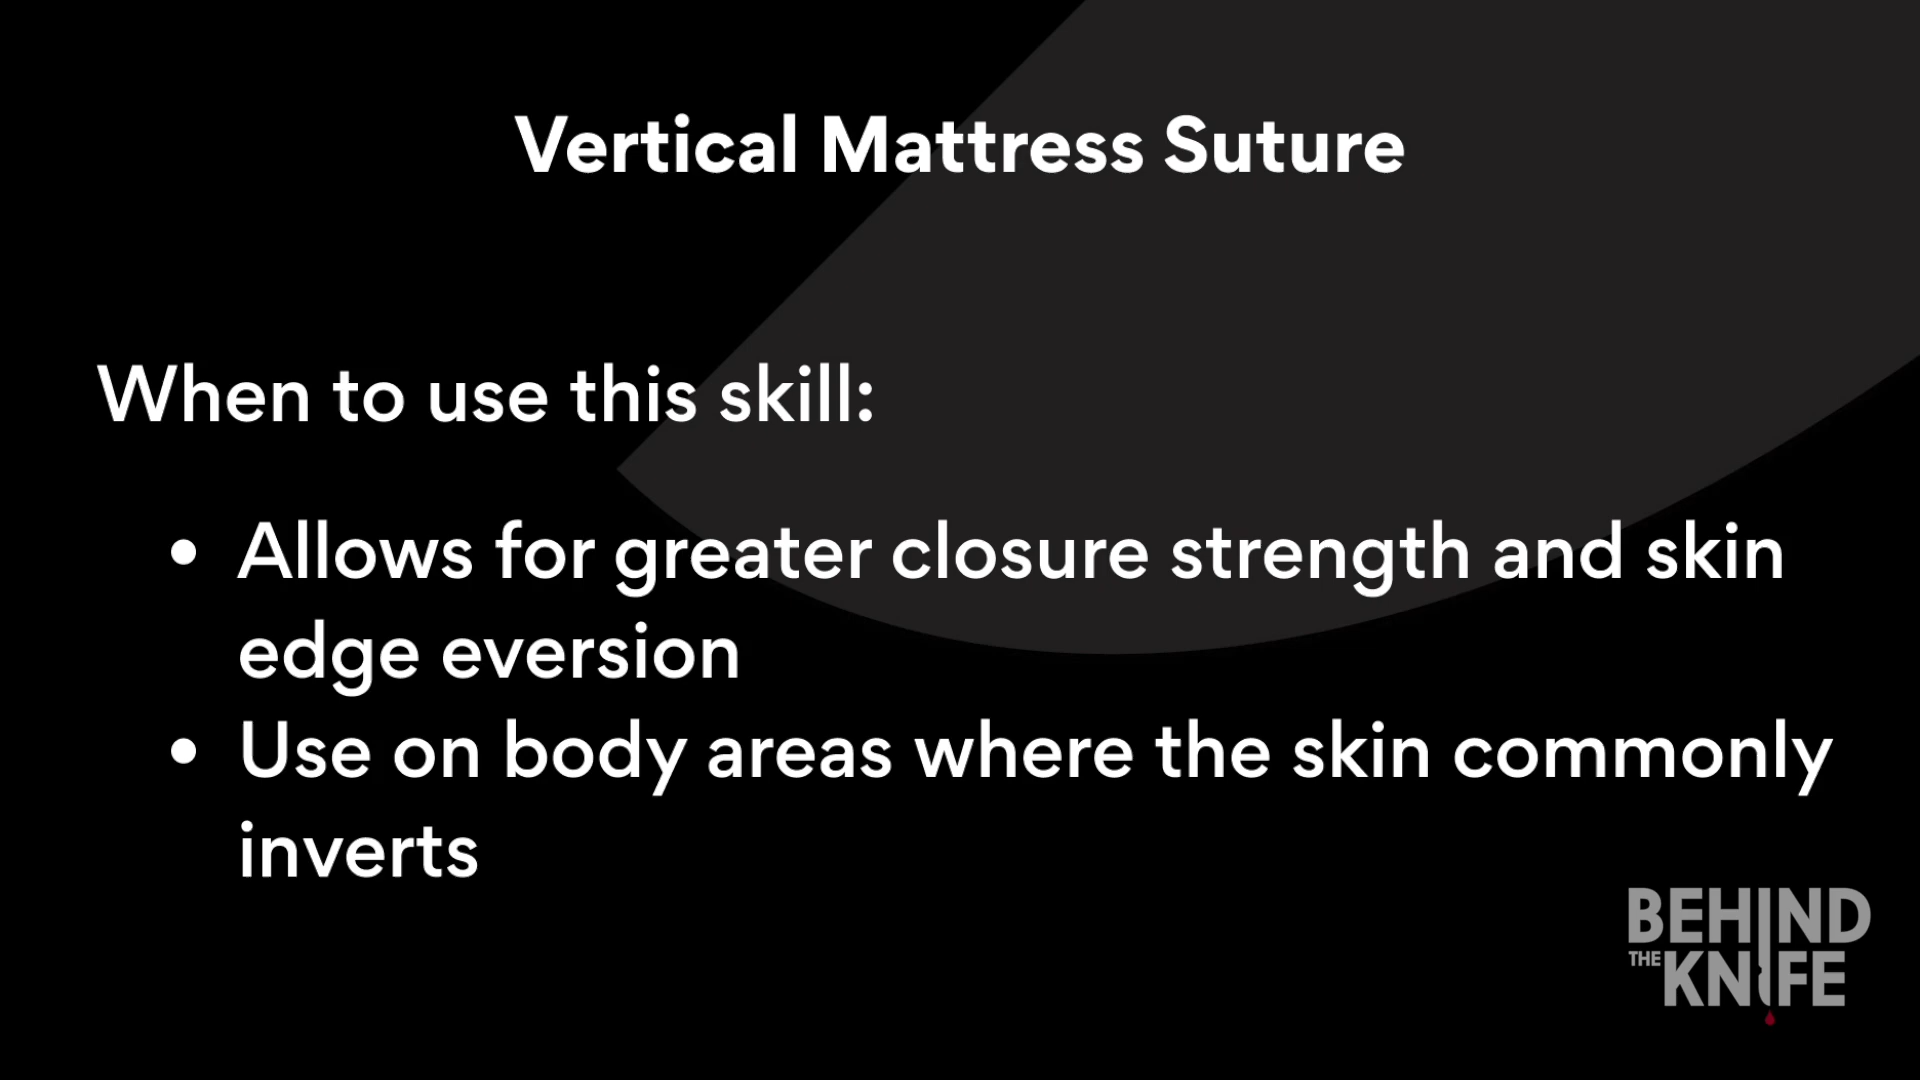 Vertical Mattress Suture
When to use this skill:
• Allows for greater closure strength and skin
edge eversion
• Use on body areas where the skin commonly
inverts
BEHIND
THE KNIFE